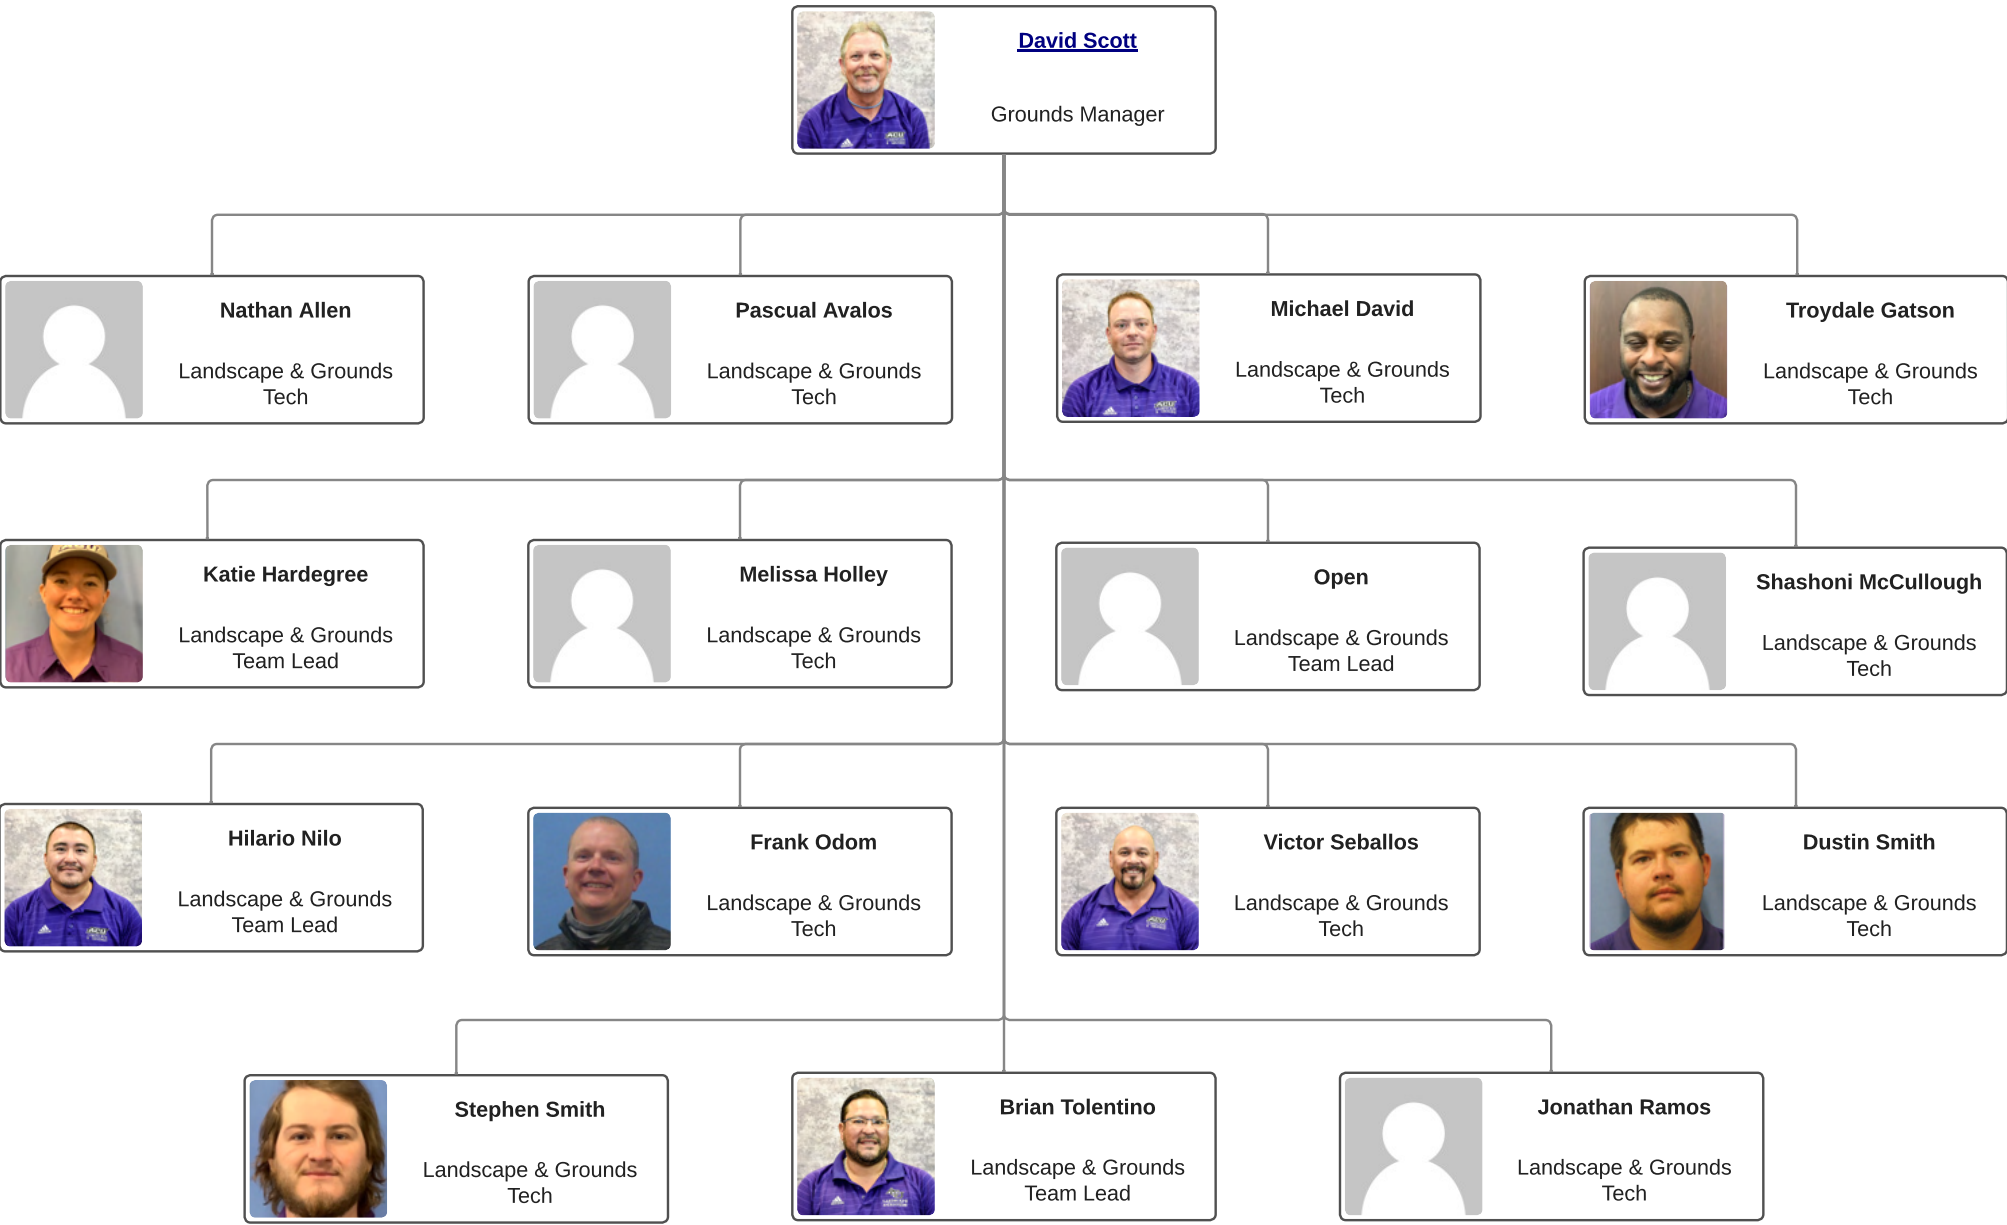 David Scott
Grounds Manager
Nathan Allen
Landscape & Grounds
Tech
Pascual Avalos
Landscape & Grounds
Tech
Michael David
Landscape & Grounds
Tech
Troydale Gatson
Landscape & Grounds
Tech
Katie Hardegree
Landscape & Grounds
Team Lead
Melissa Holley
Landscape & Grounds
Tech
Open
Landscape & Grounds
Team Lead
Shashoni McCullough
Landscape & Grounds
Tech
Hilario Nilo
Landscape & Grounds
Team Lead
Frank Odom
Landscape & Grounds
Tech
Victor Seballos
Landscape & Grounds
Tech
Dustin Smith
Landscape & Grounds
Tech
Stephen Smith
Landscape & Grounds
Tech
Brian Tolentino
Landscape & Grounds
Team Lead
Jonathan Ramos
Landscape & Grounds
Tech